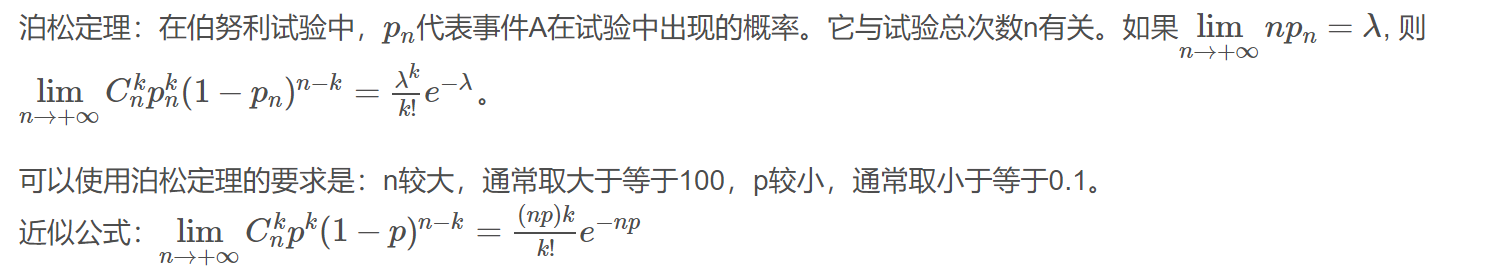 泊松定理：在伯努利试验中，$p_n$代表事件A在试验中出现的概率。它与试验总次数n有关。如果$\lim\limits_{n\to+\infty} np_n = \lambda$, 则
$\lim\limits_{n\to+\infty} C_n^k p_n^k (1-p_n)^{n-k} = \frac{\lambda^k}{k!} e^{-\lambda}$。
可以使用泊松定理的要求是：n较大，通常取大于等于100，p较小，通常取小于等于0.1。
近似公式：$\lim\limits_{n\to+\infty} C_n^k p^k (1-p)^{n-k} = \frac{(np)k}{k!} e^{-np}$